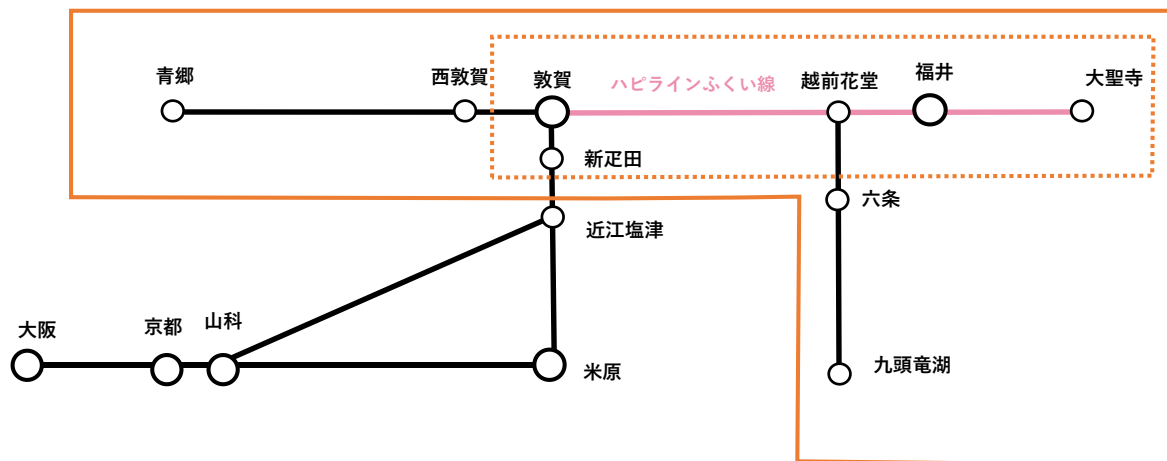 青郷
西敦賀
敦賀
ハピラインふくい線
越前花堂
福井
大聖寺
新疋田
六条
近江塩津
大阪
京都
山科
米原
九頭竜湖